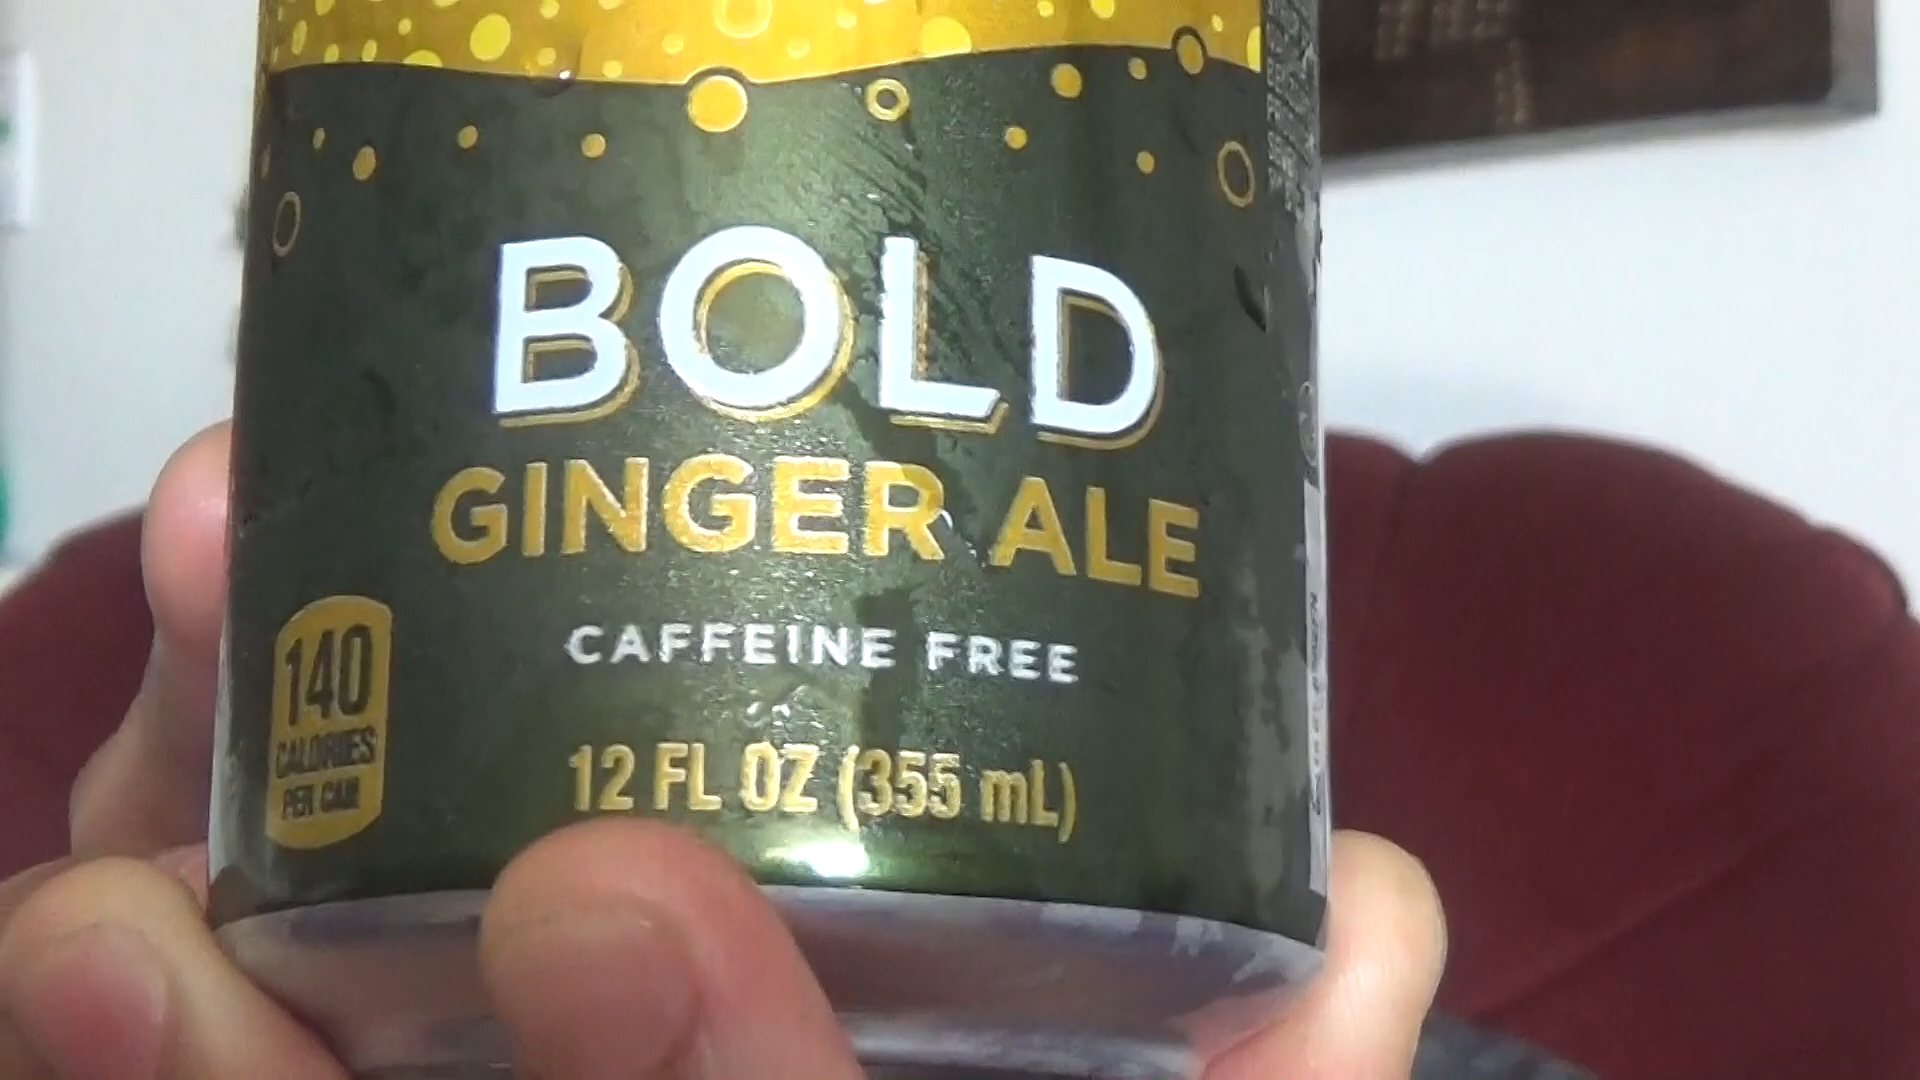 BOLD
GINGER ALE
CAFFEINE FREE
140
CALORIES
PER CAN
12 FL OZ (355 mL)